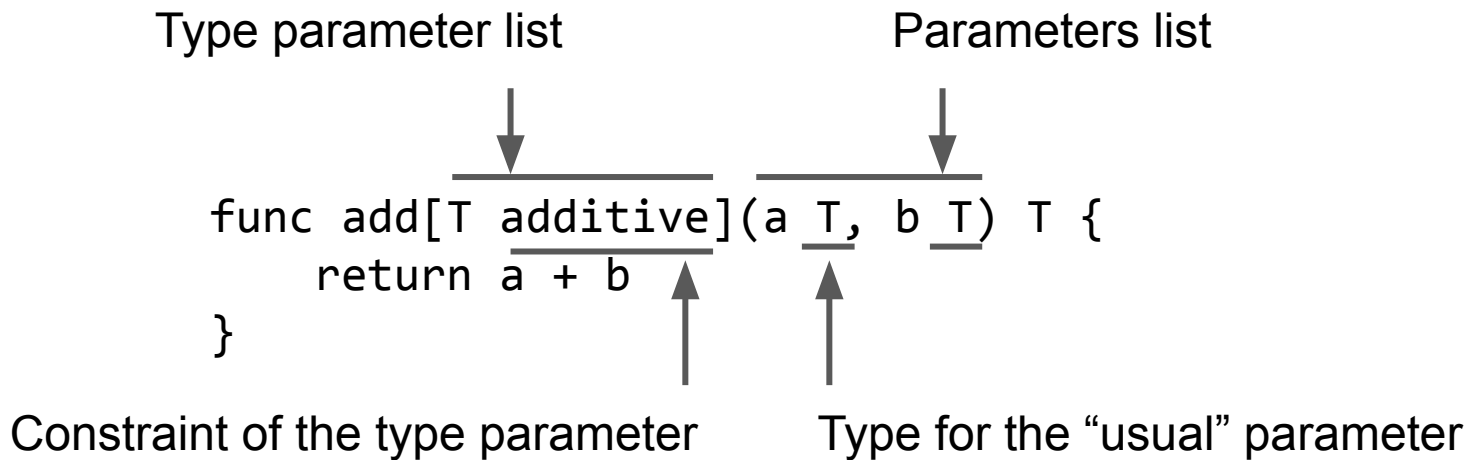 Type parameter list Parameters list
func add[T additive](a T, b T) T {
    return a + b
}
Constraint of the type parameter Type for the “usual” parameter